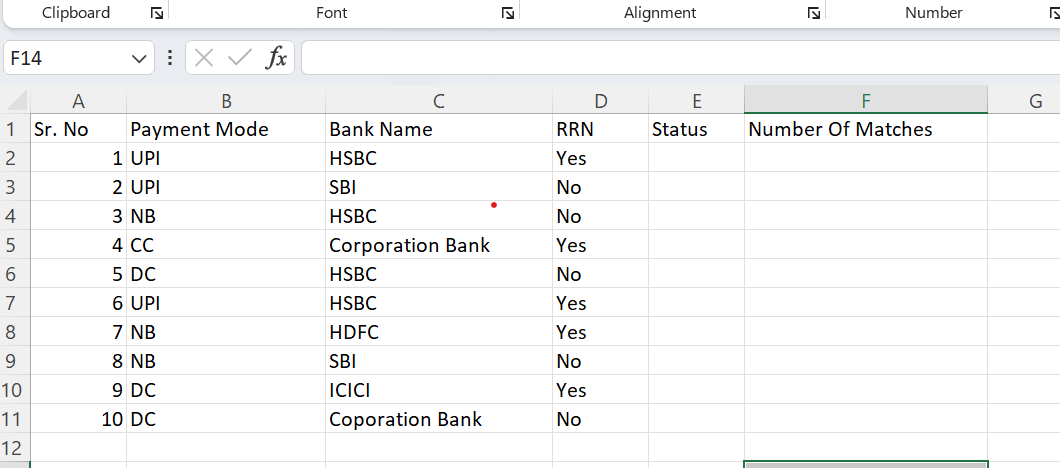 Clipboard Font Alignment Number
F14 fx
A B C D E F G
1 Sr. No Payment Mode Bank Name RRN Status Number Of Matches
2 1 UPI HSBC Yes
3 2 UPI SBI No
4 3 NB HSBC No
5 4 CC Corporation Bank Yes
6 5 DC HSBC No
7 6 UPI HSBC Yes
8 7 NB HDFC Yes
9 8 NB SBI No
10 9 DC ICICI Yes
11 10 DC Coporation Bank No
12